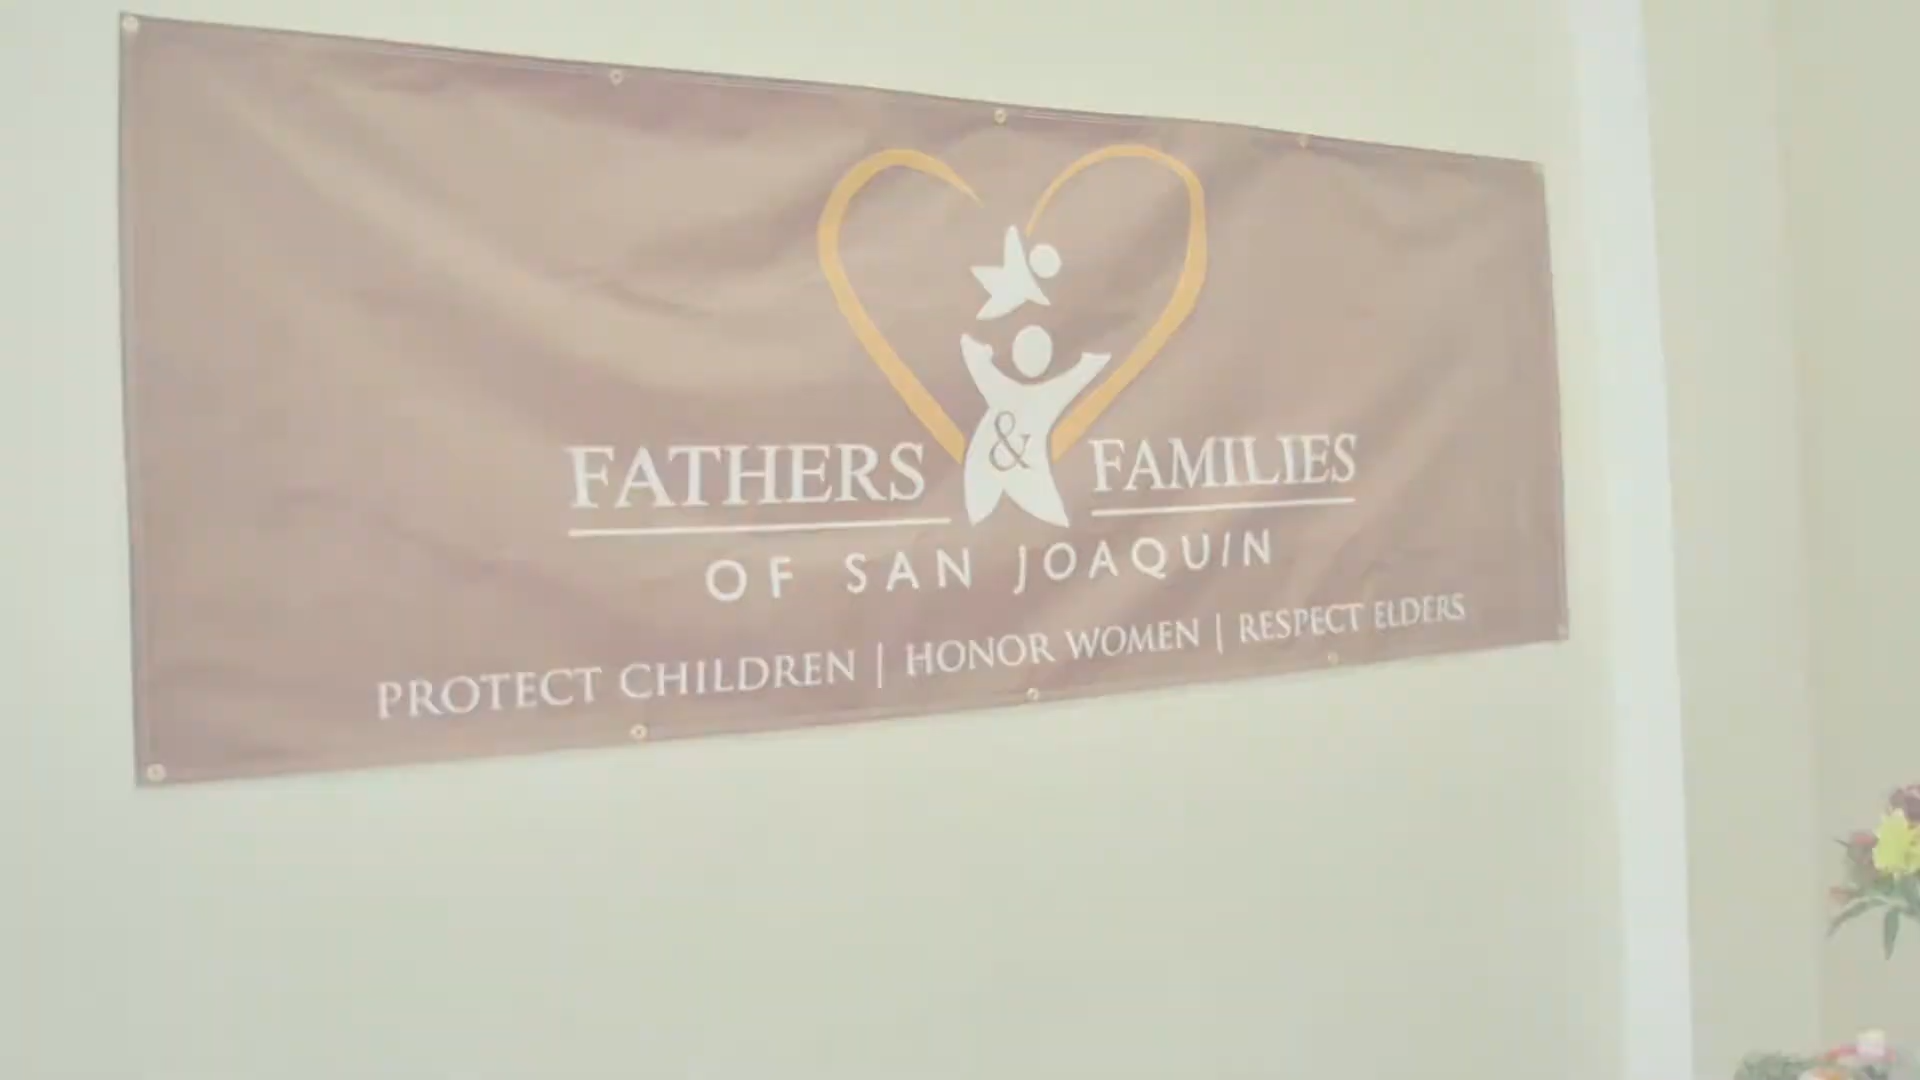 FATHERS & FAMILIES
OF SAN JOAQUIN
PROTECT CHILDREN | HONOR WOMEN | RESPECT ELDERS